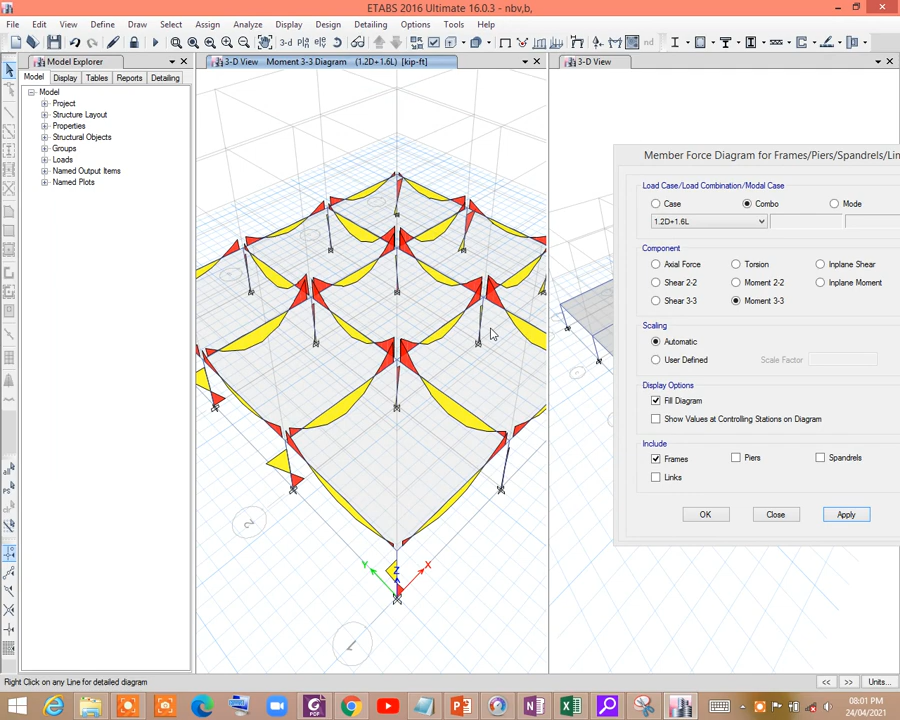 ETABS 2016 Ultimate 16.0.3 - nbv,b,
File Edit View Define Draw Select Assign Analyze Display Design Detailing Options Tools Help
3-d nd
Model Explorer
3-D View Moment 3-3 Diagram (1.2D+1.6L) [kip-ft]
3-D View
Model Display Tables Reports Detailing
Model
Project
Structure Layout
Properties
Structural Objects
Groups
Loads
Named Output Items
Named Plots
Y X
Z
2
1
Member Force Diagram for Frames/Piers/Spandrels/Lin
Load Case/Load Combination/Modal Case
Case Combo Mode
1.2D+1.6L
Component
Axial Force Torsion Inplane Shear
Shear 2-2 Moment 2-2 Inplane Moment
Shear 3-3 Moment 3-3
Scaling
Automatic
User Defined Scale Factor
Display Options
Fill Diagram
Show Values at Controlling Stations on Diagram
Include
Frames Piers Spandrels
Links
OK Close Apply
Right Click on any Line for detailed diagram
<< >> Units...
08:01 PM
24/04/2021